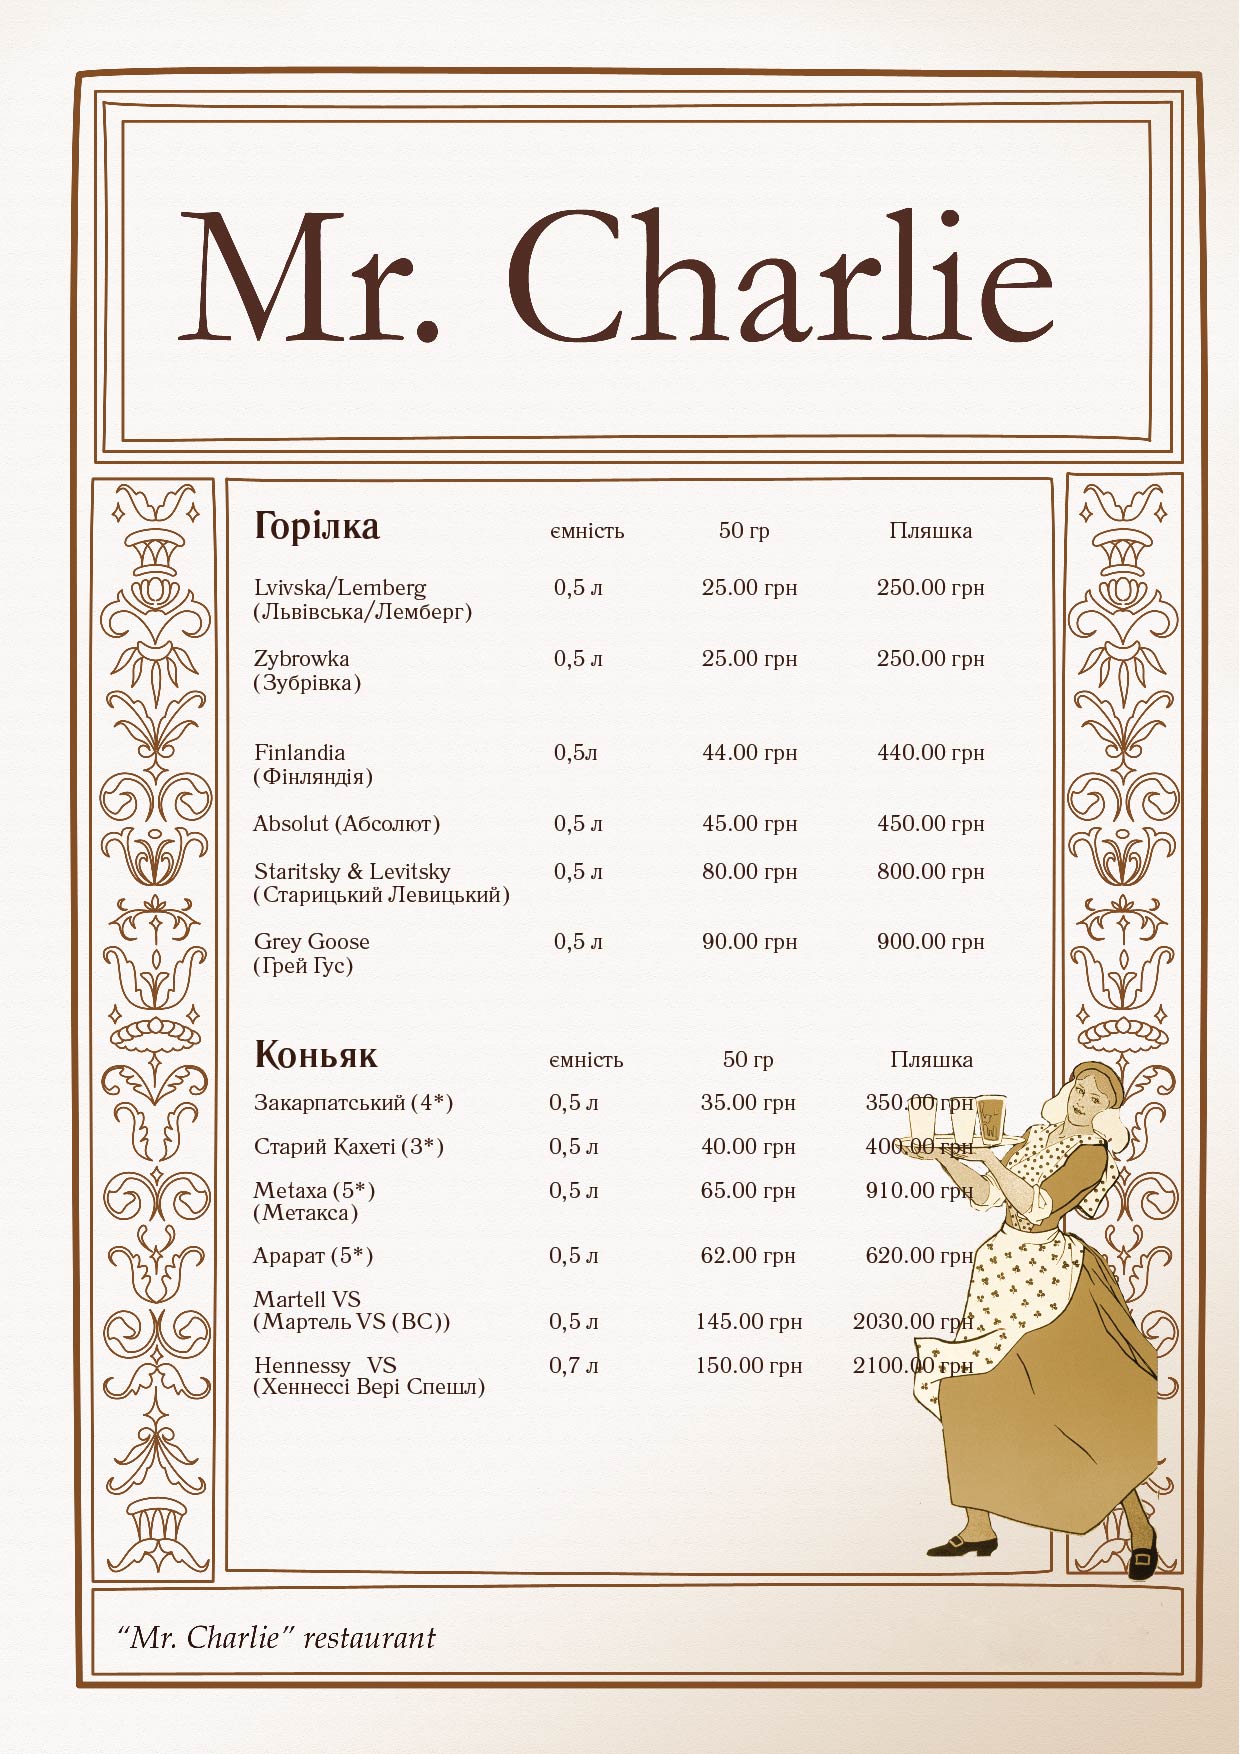 Mr. Charlie
Горілка ємність 50 гр Пляшка
Lvivska/Lemberg 0,5 л 25.00 грн 250.00 грн
(Львівська/Лемберг)
Zybrowka 0,5 л 25.00 грн 250.00 грн
(Зубрівка)
Finlandia 0,5л 44.00 грн 440.00 грн
(Фінляндія)
Absolut (Абсолют) 0,5 л 45.00 грн 450.00 грн
Staritsky & Levitsky 0,5 л 80.00 грн 800.00 грн
(Старицький Левицький)
Grey Goose 0,5 л 90.00 грн 900.00 грн
(Грей Гус)
Коньяк ємність 50 гр Пляшка
Закарпатський (4*) 0,5 л 35.00 грн 350.00 грн
Старий Кахеті (3*) 0,5 л 40.00 грн 400.00 грн
Metaxa (5*) 0,5 л 65.00 грн 910.00 грн
(Метакса)
Арарат (5*) 0,5 л 62.00 грн 620.00 грн
Martell VS
(Мартель VS (ВС)) 0,5 л 145.00 грн 2030.00 грн
Hennessy VS 0,7 л 150.00 грн 2100.00 грн
(Хеннессі Вері Спешл)
“Mr. Charlie” restaurant